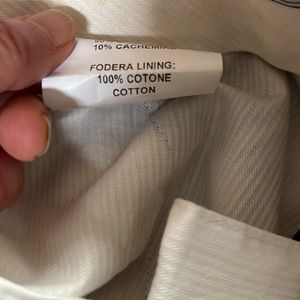 10% CACHEMI
FODERA LINING:
100% COTONE
COTTON